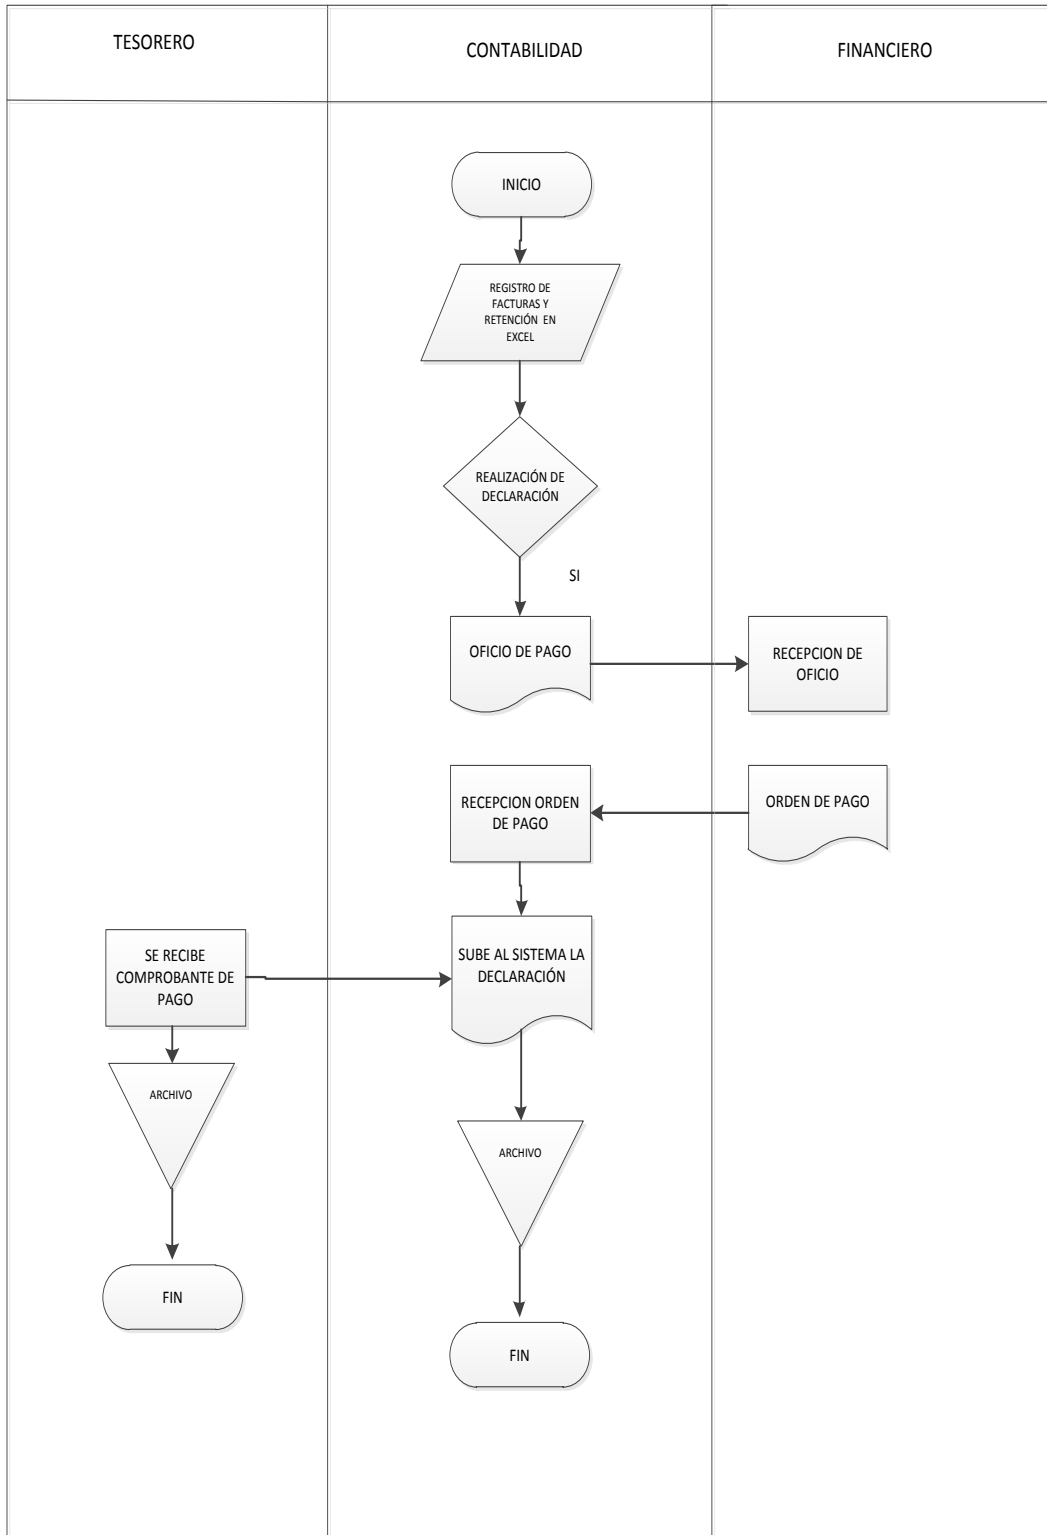 TESORERO
CONTABILIDAD
FINANCIERO
INICIO
REGISTRO DE
FACTURAS Y
RETENCIÓN EN
EXCEL
REALIZACIÓN DE
DECLARACIÓN
SI
OFICIO DE PAGO
RECEPCION DE
OFICIO
RECEPCION ORDEN
DE PAGO
ORDEN DE PAGO
SE RECIBE
COMPROBANTE DE
PAGO
SUBE AL SISTEMA LA
DECLARACIÓN
ARCHIVO
ARCHIVO
FIN
FIN